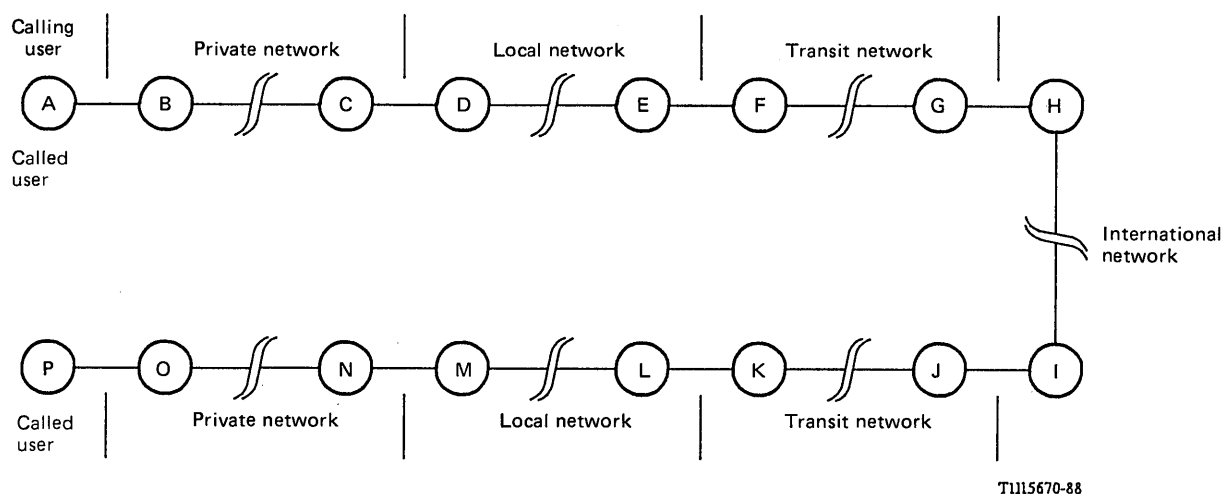 Calling
user
Private network
Local network
Transit network
A
B
C
D
E
F
G
H
Called
user
International
network
P
O
N
M
L
K
J
I
Called
user
Private network
Local network
Transit network
T1115670-88